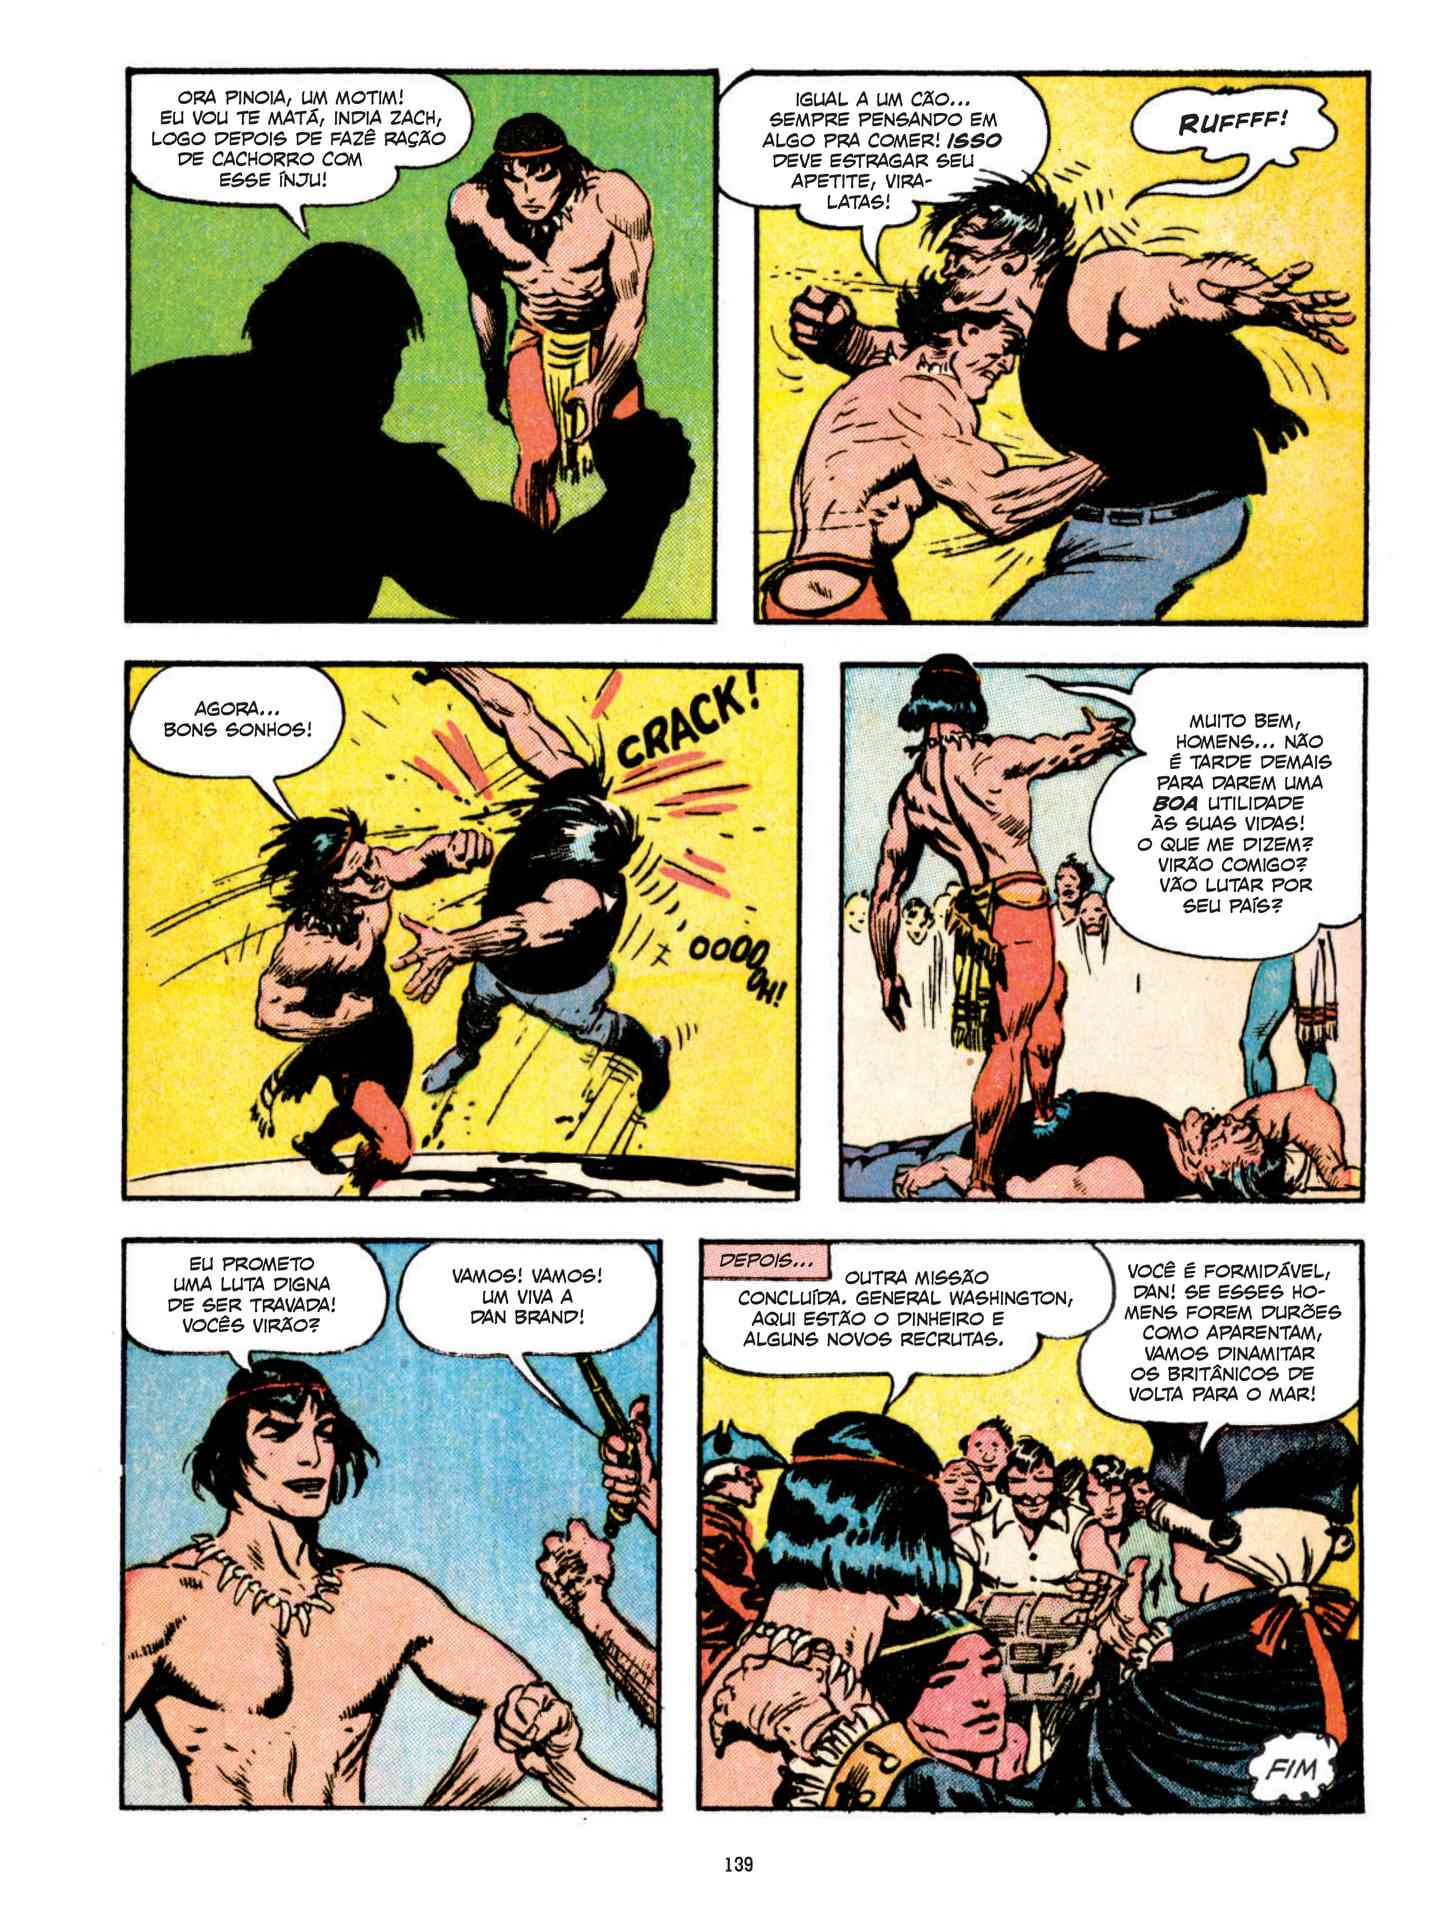 ORA PINOIA, UM MOTIM!
EU VOU TE MATÁ, INDIA ZACH,
LOGO DEPOIS DE FAZÊ RAÇÃO
DE CACHORRO COM
ESSE ÍNJU!
IGUAL A UM CÃO...
SEMPRE PENSANDO EM
ALGO PRA COMER! ISSO
DEVE ESTRAGAR SEU
APETITE, VIRA-
LATAS!
RUFFFF!
AGORA...
BONS SONHOS!
CRACK!
OOOO
OH!
MUITO BEM,
HOMENS... NÃO
É TARDE DEMAIS
PARA DAREM UMA
BOA UTILIDADE
ÀS SUAS VIDAS!
O QUE ME DIZEM?
VIRÃO COMIGO?
VÃO LUTAR POR
SEU PAÍS?
EU PROMETO
UMA LUTA DIGNA
DE SER TRAVADA!
VOCÊS VIRÃO?
VAMOS! VAMOS!
UM VIVA A
DAN BRAND!
DEPOIS...
OUTRA MISSÃO
CONCLUÍDA. GENERAL WASHINGTON,
AQUI ESTÃO O DINHEIRO E
ALGUNS NOVOS RECRUTAS.
VOCÊ É FORMIDÁVEL,
DAN! SE ESSES HO-
MENS FOREM DURÕES
COMO APARENTAM,
VAMOS DINAMITAR
OS BRITÂNICOS DE
VOLTA PARA O MAR!
FIM
139